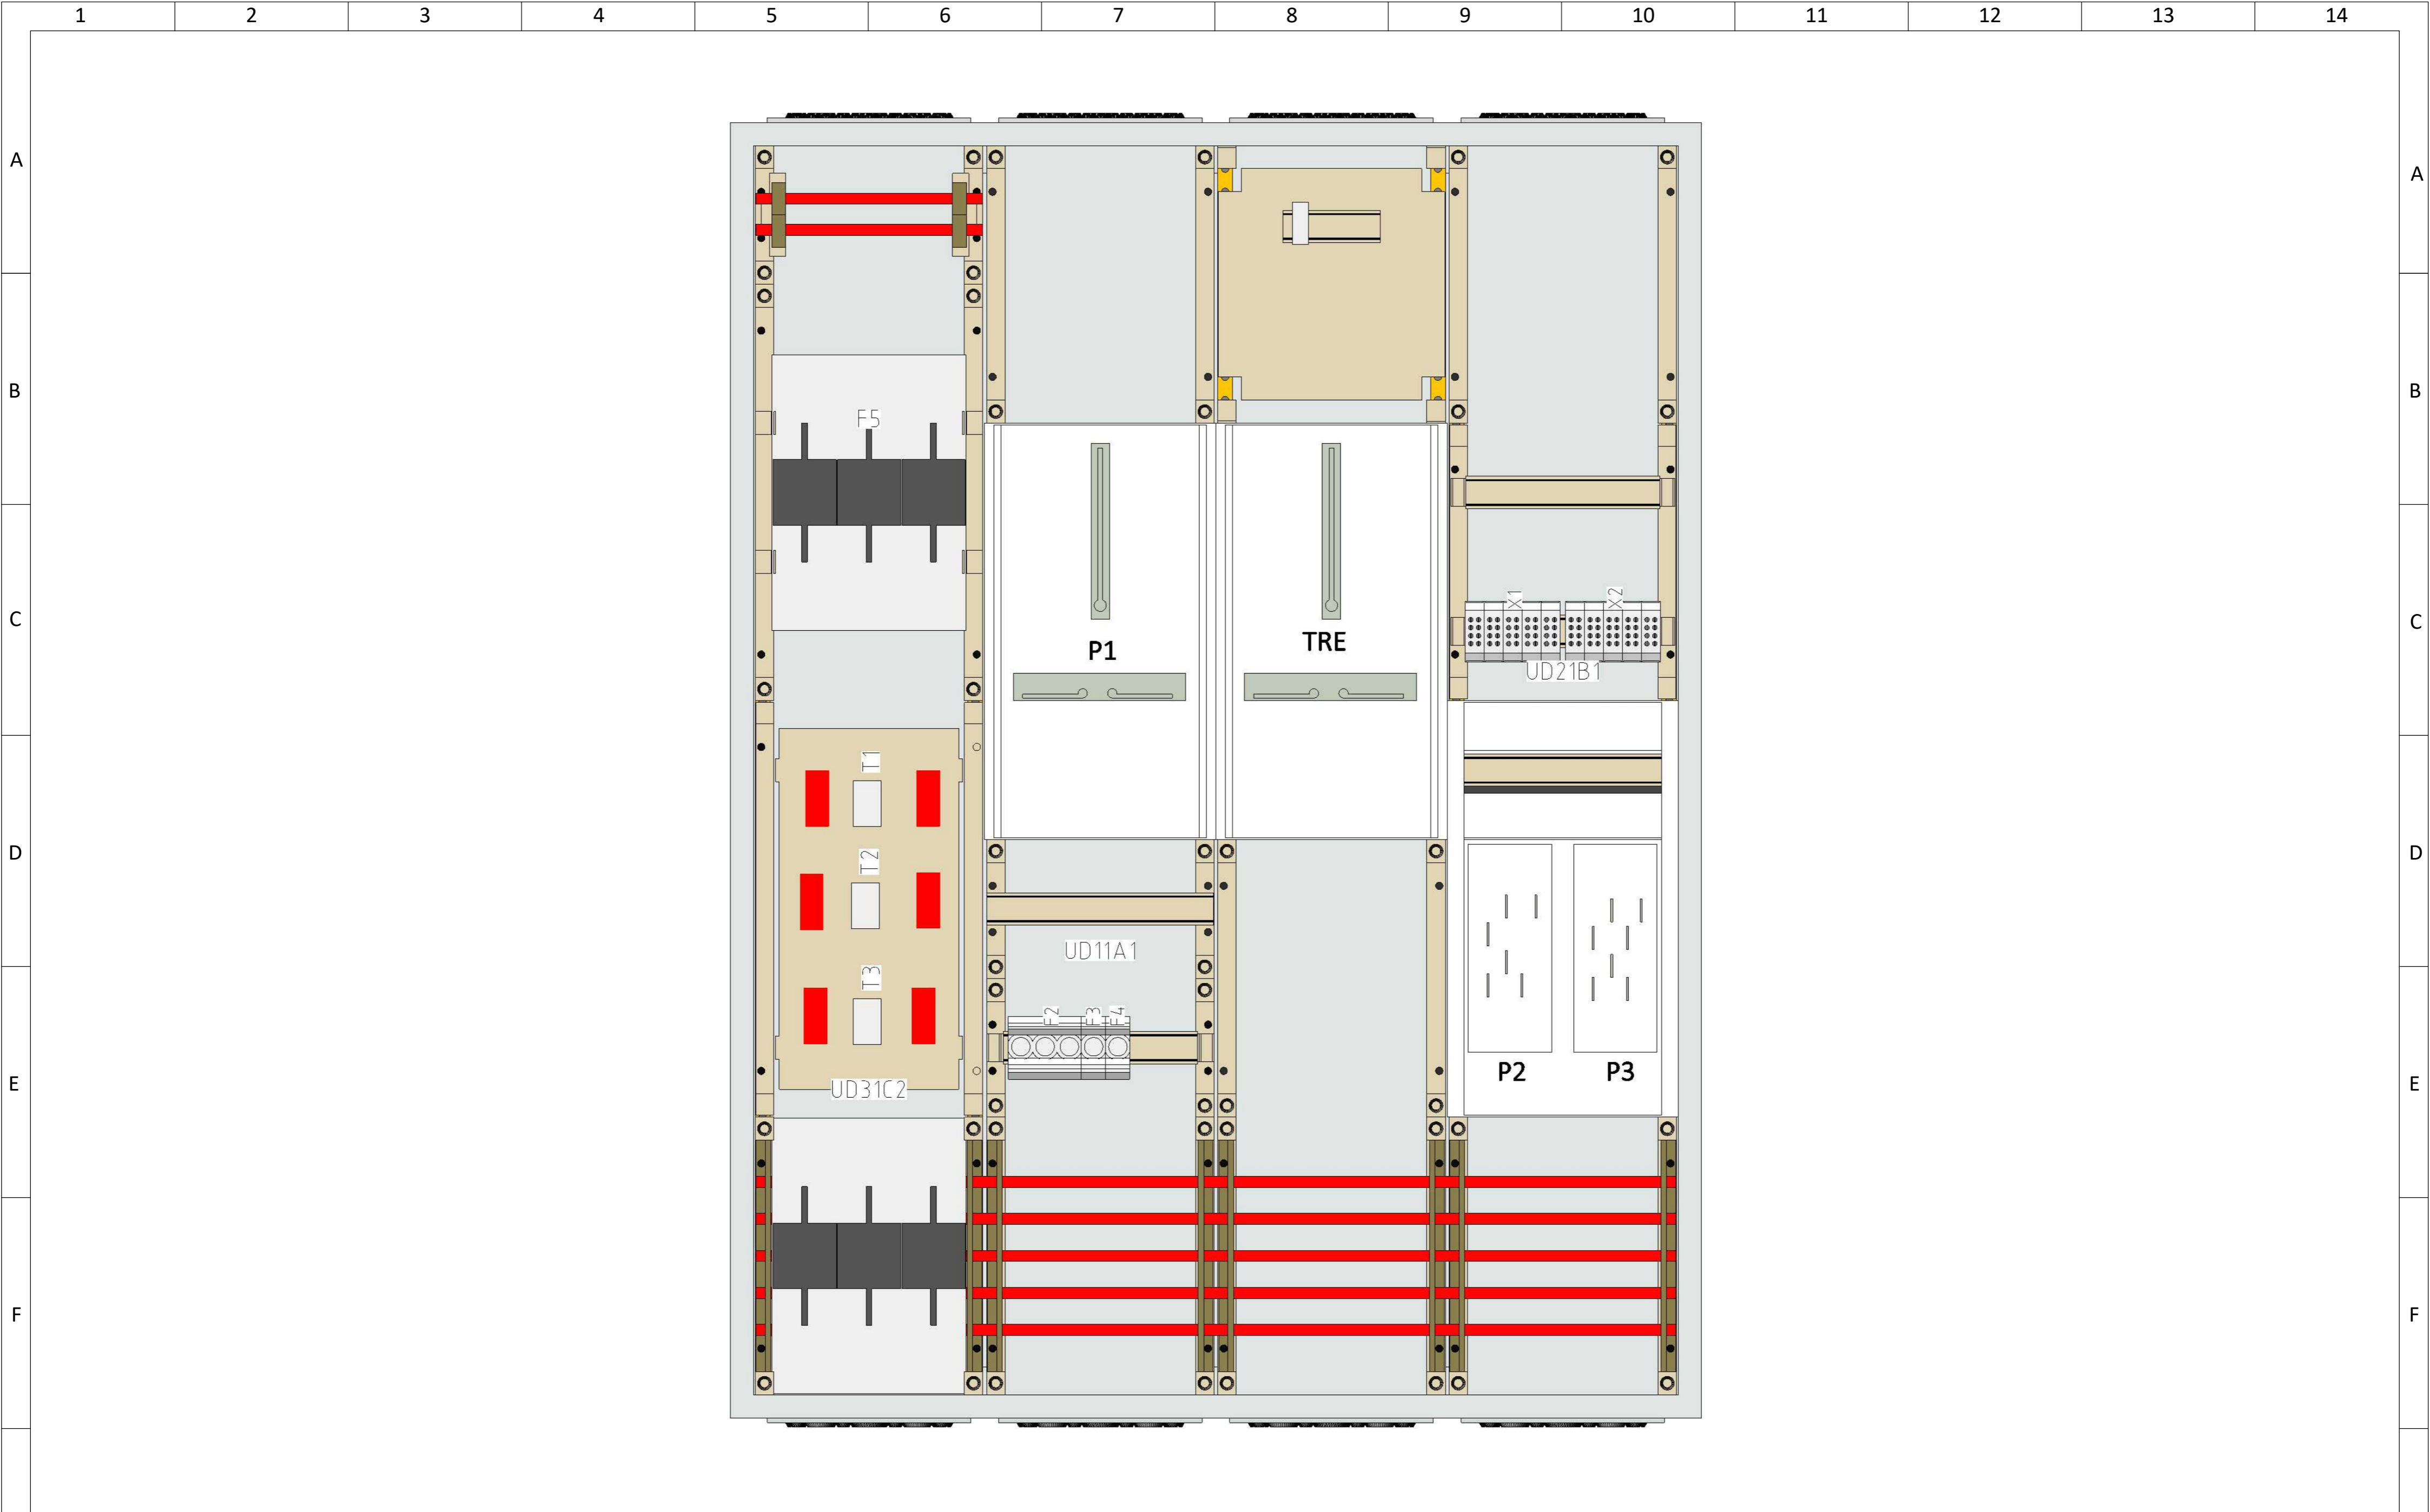 1 2 3 4 5 6 7 8 9 10 11 12 13 14
A A
B B
F5
C C
X1 X2
P1 TRE
UD21B1
T1
D D
T2
UD11A1
T3
F2 F3 F4
E E
P2 P3
UD31C2
F F